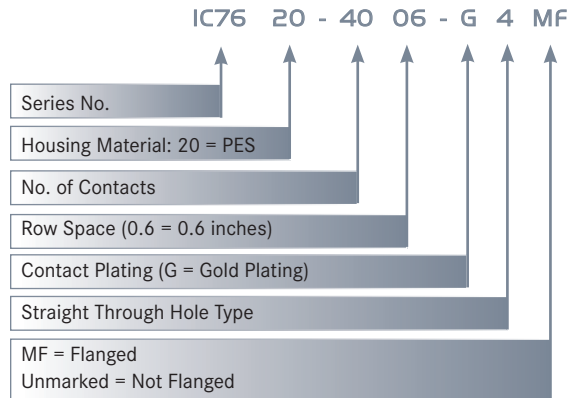 IC76 20 - 40 06 - G 4 MF
Series No.
Housing Material: 20 = PES
No. of Contacts
Row Space (0.6 = 0.6 inches)
Contact Plating (G = Gold Plating)
Straight Through Hole Type
MF = Flanged
Unmarked = Not Flanged